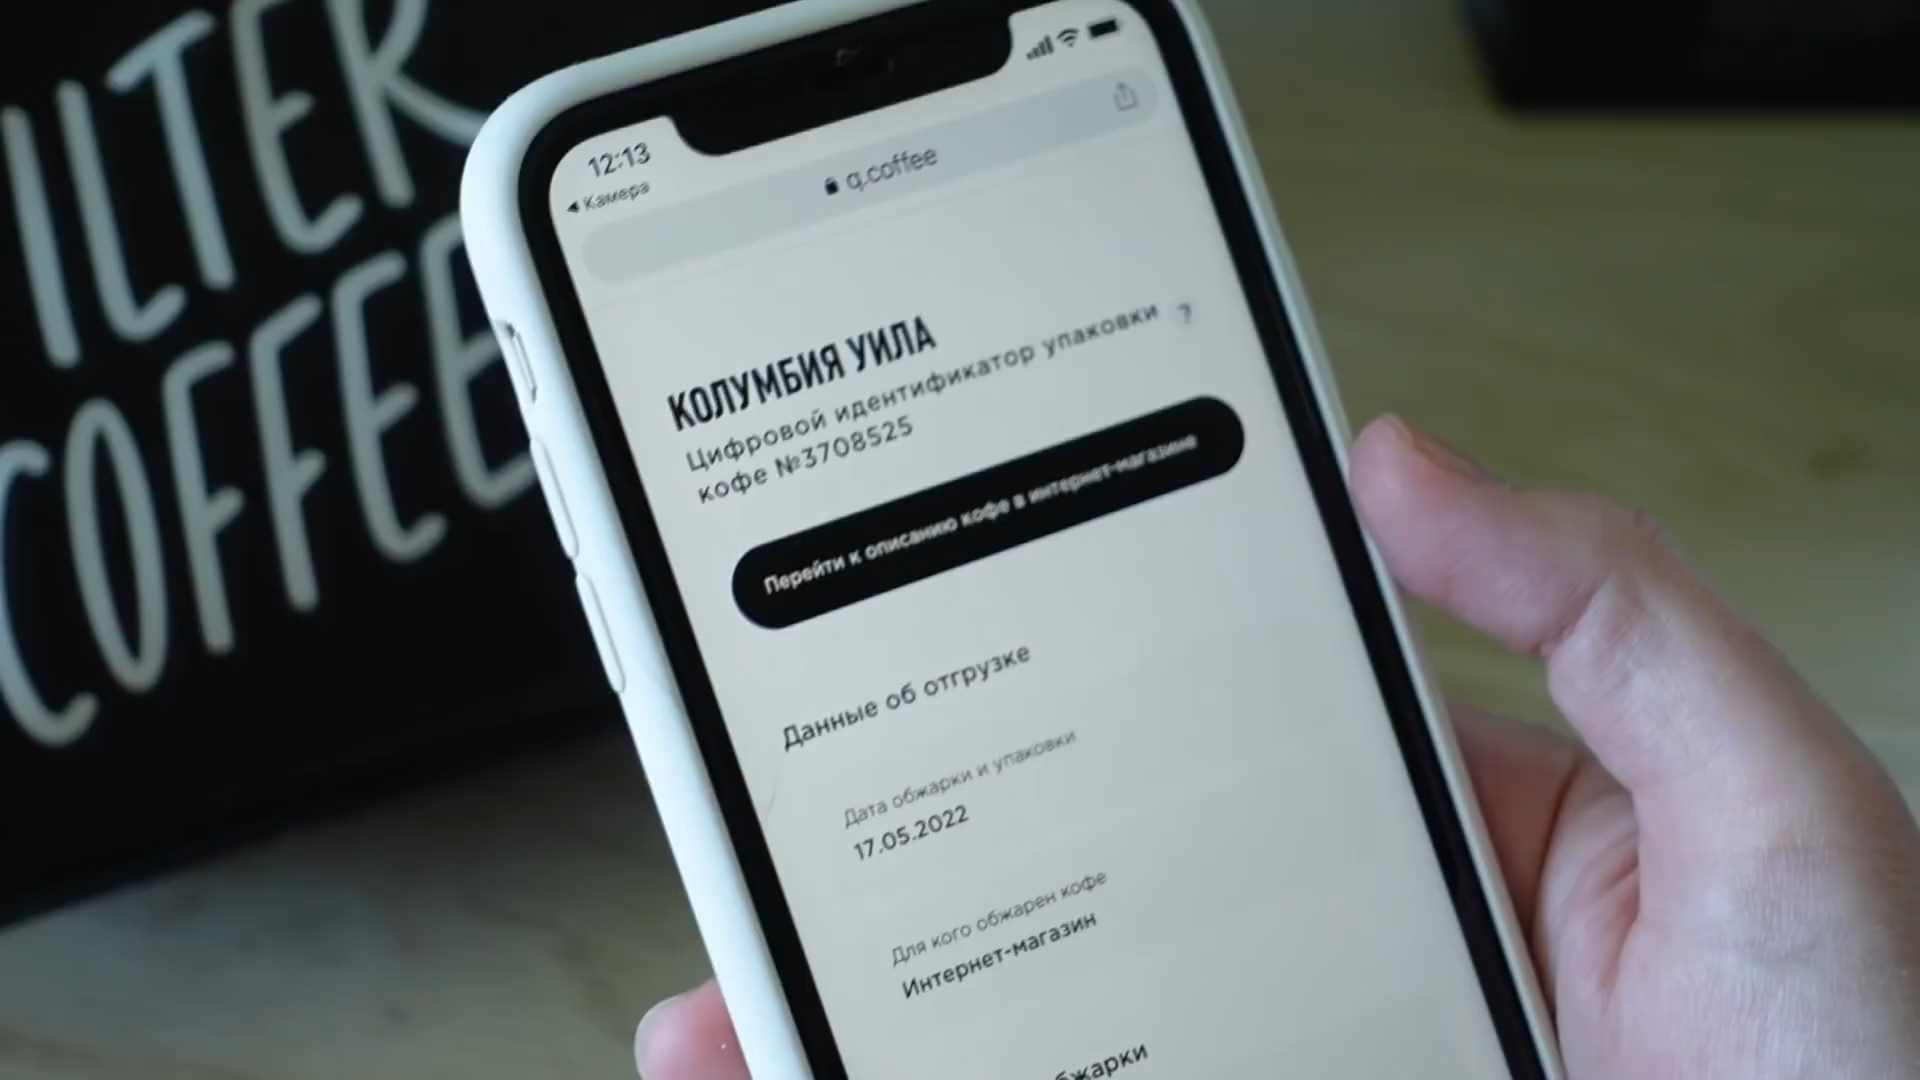 ILTER
COFFEE
12:13
Камера
q.coffee
КОЛУМБИЯ УИЛА
Цифровой идентификатор упаковки ?
кофе №3708525
Перейти к описанию кофе в интернет-магазине
Данные об отгрузке
Дата обжарки и упаковки
17.05.2022
Для кого обжарен кофе
Интернет-магазин
бжарки